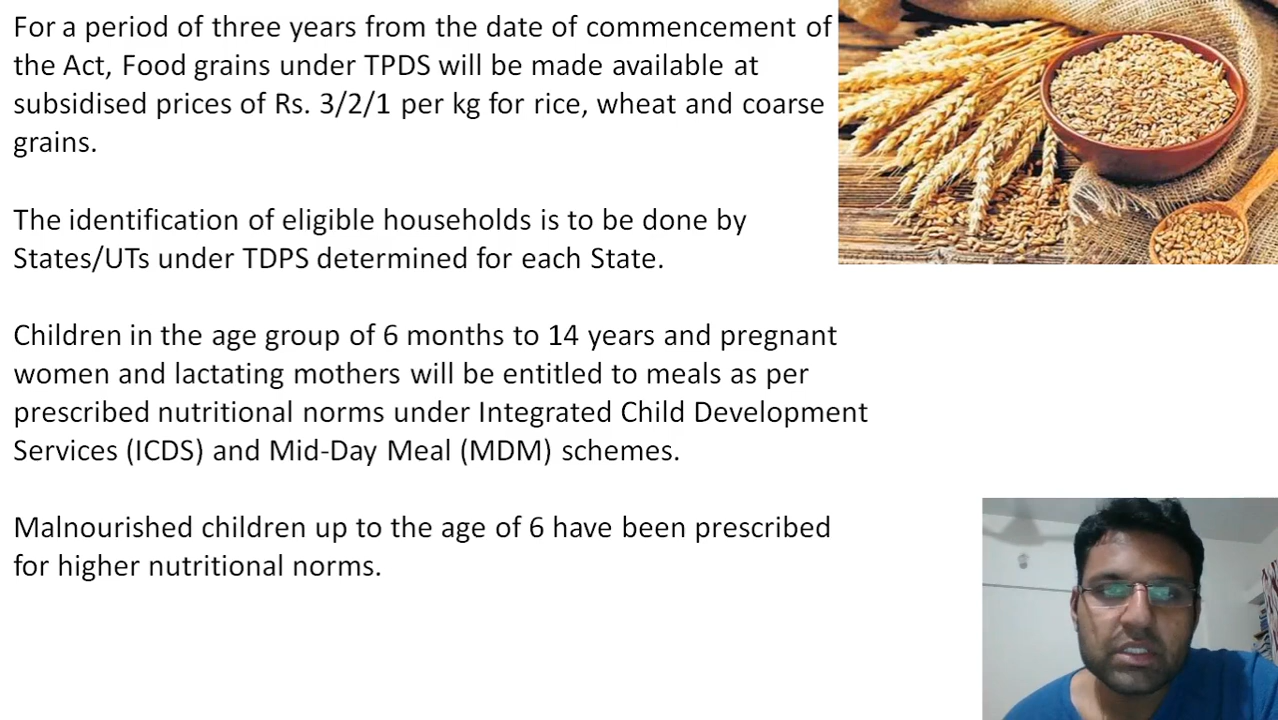 For a period of three years from the date of commencement of
the Act, Food grains under TPDS will be made available at
subsidised prices of Rs. 3/2/1 per kg for rice, wheat and coarse
grains.
The identification of eligible households is to be done by
States/UTs under TDPS determined for each State.
Children in the age group of 6 months to 14 years and pregnant
women and lactating mothers will be entitled to meals as per
prescribed nutritional norms under Integrated Child Development
Services (ICDS) and Mid-Day Meal (MDM) schemes.
Malnourished children up to the age of 6 have been prescribed
for higher nutritional norms.